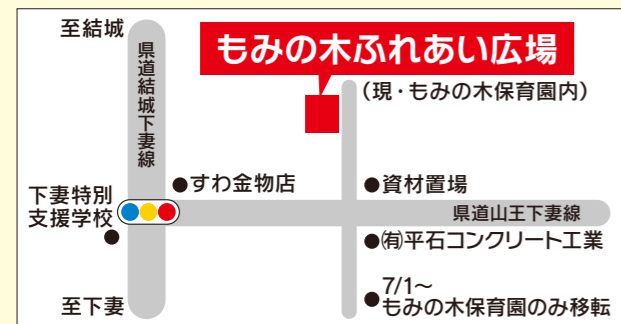 至結城
県道結城下妻線
もみの木ふれあい広場
(現・もみの木保育園内)
●すわ金物店
●資材置場
下妻特別
支援学校
県道山王下妻線
●㈲平石コンクリート工業
7/1〜
●もみの木保育園のみ移転
至下妻